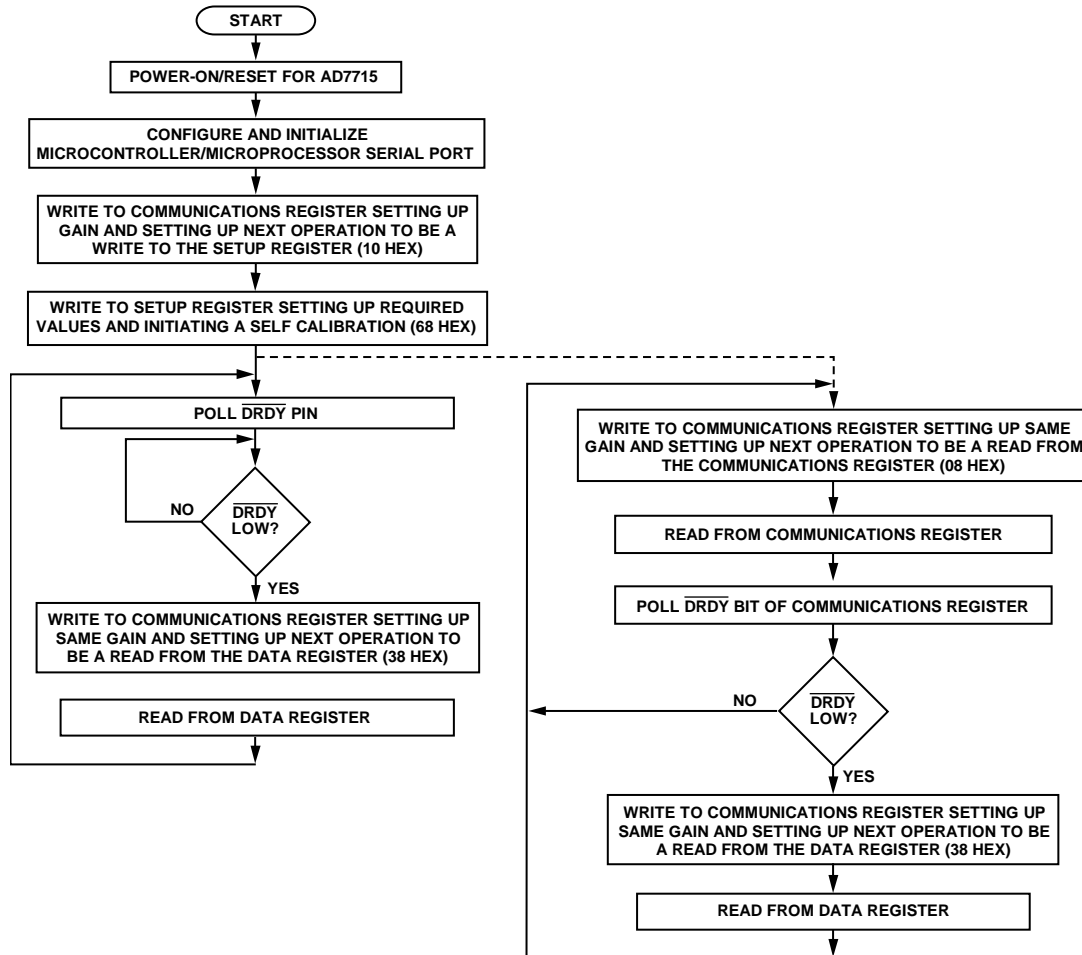 START
POWER-ON/RESET FOR AD7715
CONFIGURE AND INITIALIZE
MICROCONTROLLER/MICROPROCESSOR SERIAL PORT
WRITE TO COMMUNICATIONS REGISTER SETTING UP
GAIN AND SETTING UP NEXT OPERATION TO BE A
WRITE TO THE SETUP REGISTER (10 HEX)
WRITE TO SETUP REGISTER SETTING UP REQUIRED
VALUES AND INITIATING A SELF CALIBRATION (68 HEX)
POLL D̅R̅D̅Y̅ PIN
NO
D̅R̅D̅Y̅
LOW?
YES
WRITE TO COMMUNICATIONS REGISTER SETTING UP
SAME GAIN AND SETTING UP NEXT OPERATION TO
BE A READ FROM THE DATA REGISTER (38 HEX)
READ FROM DATA REGISTER
WRITE TO COMMUNICATIONS REGISTER SETTING UP SAME
GAIN AND SETTING UP NEXT OPERATION TO BE A READ FROM
THE COMMUNICATIONS REGISTER (08 HEX)
READ FROM COMMUNICATIONS REGISTER
POLL D̅R̅D̅Y̅ BIT OF COMMUNICATIONS REGISTER
NO
D̅R̅D̅Y̅
LOW?
YES
WRITE TO COMMUNICATIONS REGISTER SETTING UP
SAME GAIN AND SETTING UP NEXT OPERATION TO BE
A READ FROM THE DATA REGISTER (38 HEX)
READ FROM DATA REGISTER